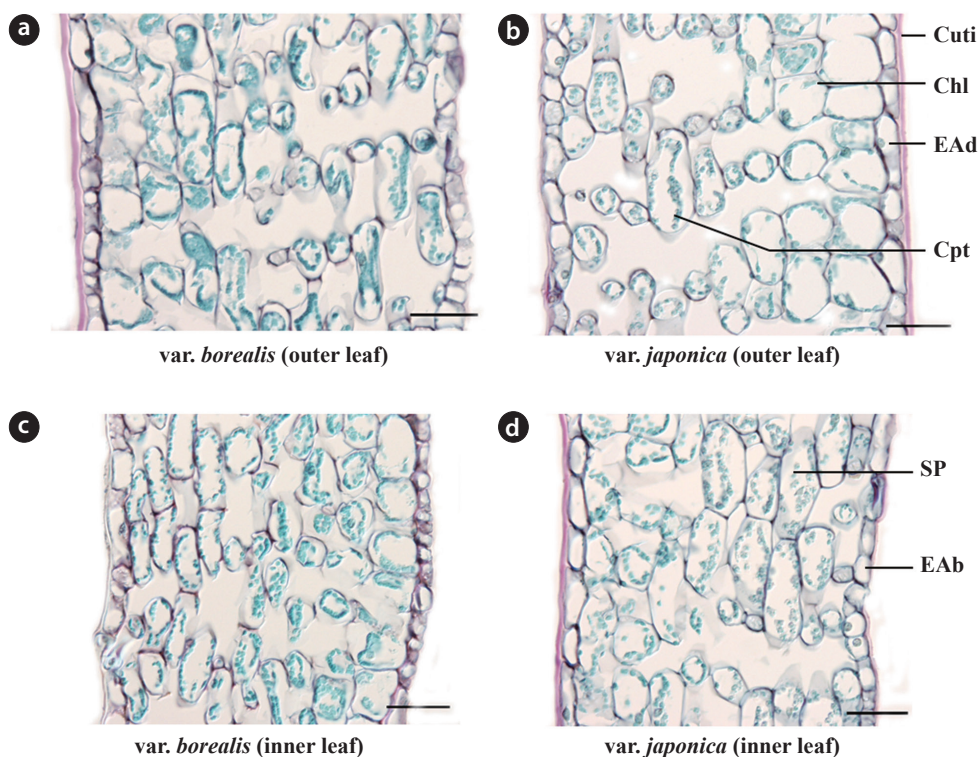 a
b
Cuti
Chl
EAd
Cpt
var. borealis (outer leaf)
var. japonica (outer leaf)
c
d
SP
EAb
var. borealis (inner leaf)
var. japonica (inner leaf)